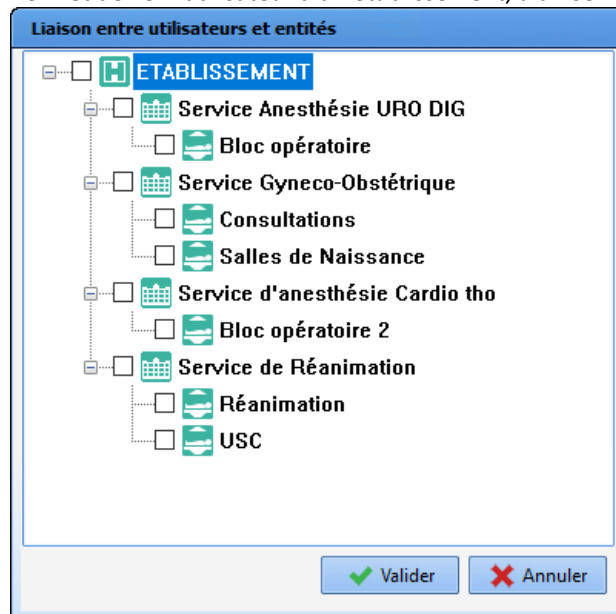 Liaison entre utilisateurs et entités
ETABLISSEMENT
Service Anesthésie URO DIG
Bloc opératoire
Service Gyneco-Obstétrique
Consultations
Salles de Naissance
Service d'anesthésie Cardio tho
Bloc opératoire 2
Service de Réanimation
Réanimation
USC
Valider Annuler